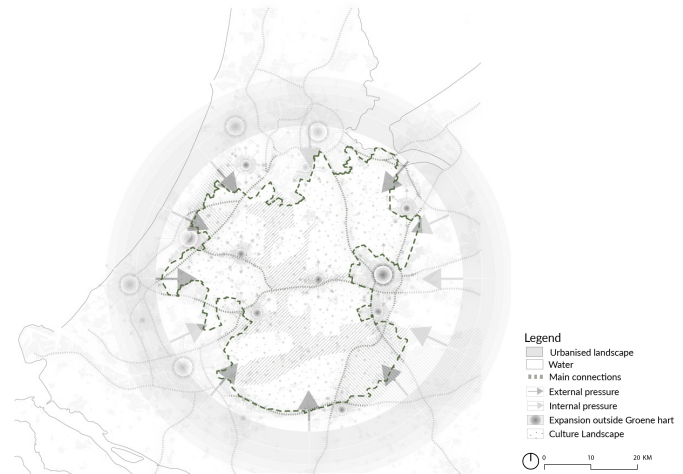 Legend
Urbanised landscape
Water
Main connections
External pressure
Internal pressure
Expansion outside Groene hart
Culture Landscape
0 10 20 KM